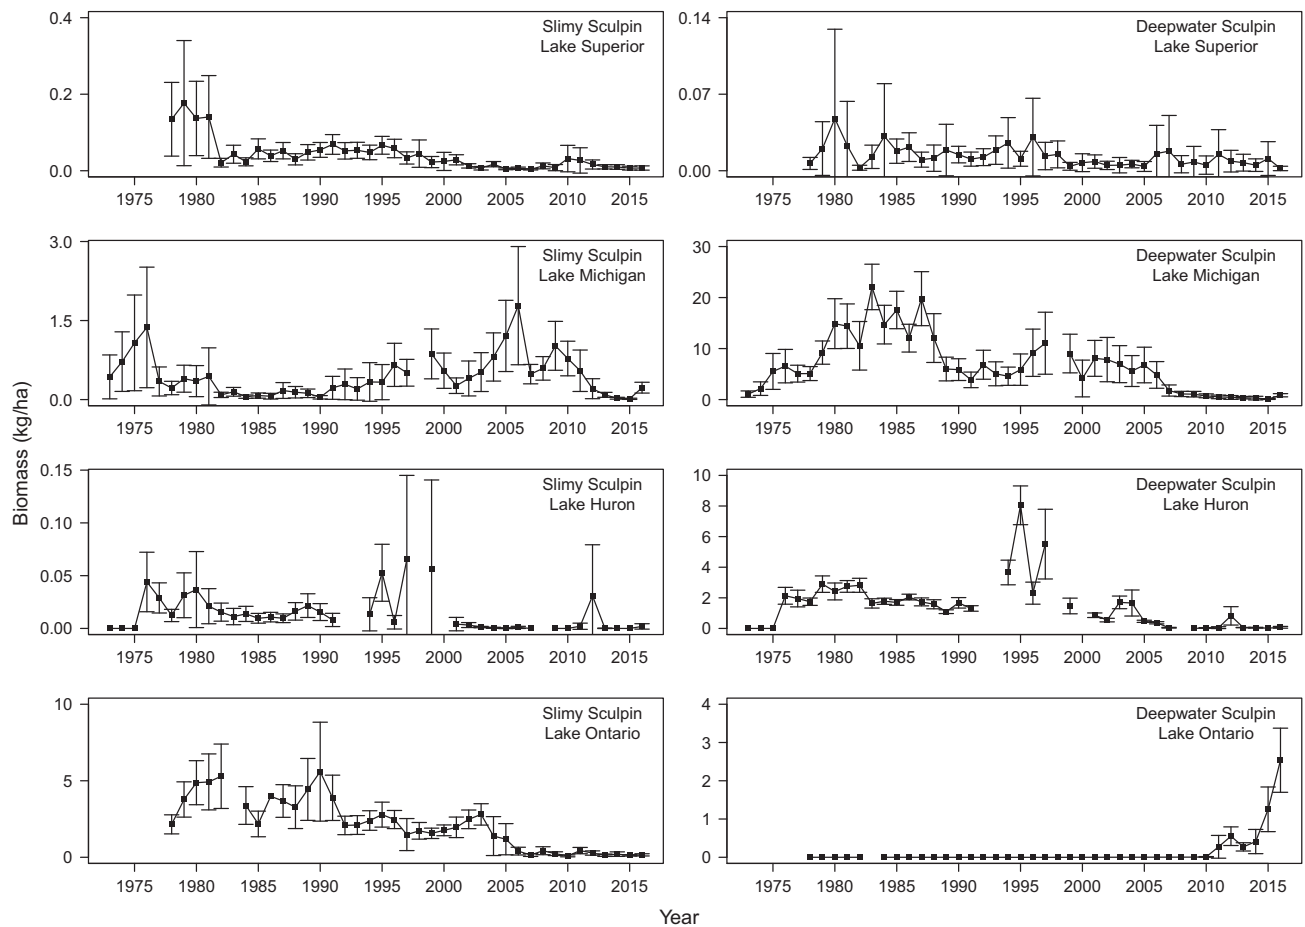 Slimy Sculpin
Lake Superior
0.4
0.2
0.0
1975 1980 1985 1990 1995 2000 2005 2010 2015
Deepwater Sculpin
Lake Superior
0.14
0.07
0.00
1975 1980 1985 1990 1995 2000 2005 2010 2015
Slimy Sculpin
Lake Michigan
3.0
1.5
0.0
1975 1980 1985 1990 1995 2000 2005 2010 2015
Deepwater Sculpin
Lake Michigan
30
20
10
0
1975 1980 1985 1990 1995 2000 2005 2010 2015
Biomass (kg/ha)
Slimy Sculpin
Lake Huron
0.15
0.10
0.05
0.00
1975 1980 1985 1990 1995 2000 2005 2010 2015
Deepwater Sculpin
Lake Huron
10
8
6
4
2
0
1975 1980 1985 1990 1995 2000 2005 2010 2015
Slimy Sculpin
Lake Ontario
10
5
0
1975 1980 1985 1990 1995 2000 2005 2010 2015
Deepwater Sculpin
Lake Ontario
4
3
2
1
0
1975 1980 1985 1990 1995 2000 2005 2010 2015
Year